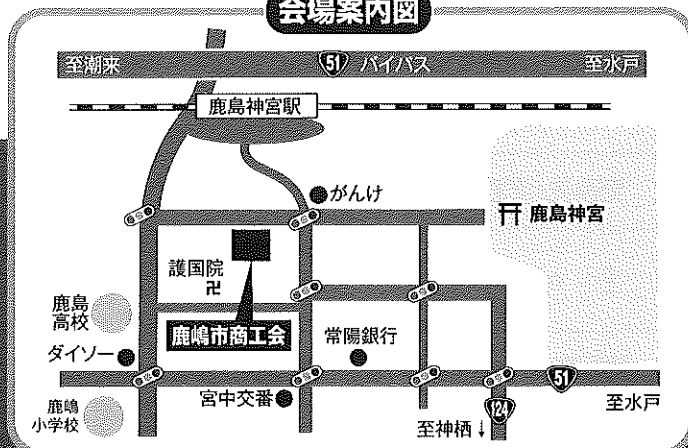 会場案内図
至潮来
51
バイパス
至水戸
鹿島神宮駅
がんけ
鹿島神宮
護国院
鹿島
高校
鹿嶋市商工会
常陽銀行
ダイソー
宮中交番
51
至水戸
鹿嶋
小学校
124
至神栖↓